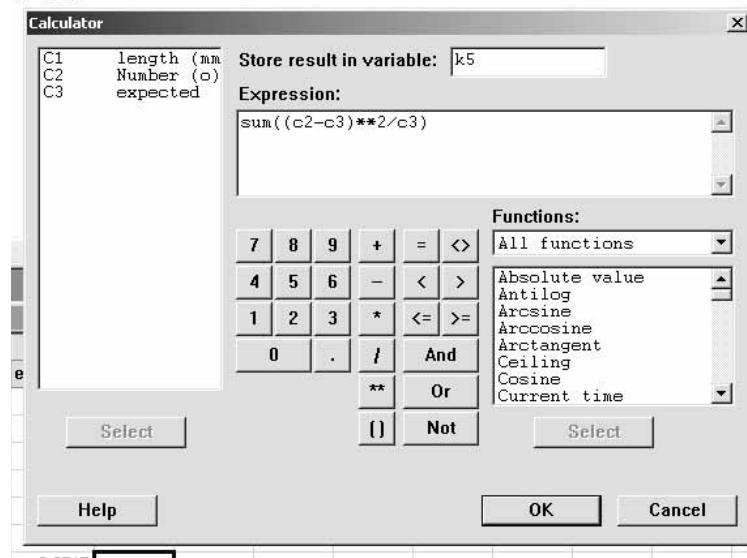 Calculator
C1 length (mm
C2 Number (o)
C3 expected
Store result in variable: k5
Expression:
sum((c2-c3)**2/c3)
Functions:
All functions
7 8 9 + = <>
4 5 6 – < >
1 2 3 * <= >=
0 . / And
** Or
() Not
Absolute value
Antilog
Arcsine
Arccosine
Arctangent
Ceiling
Cosine
Current time
Select
Select
Help
OK
Cancel
e